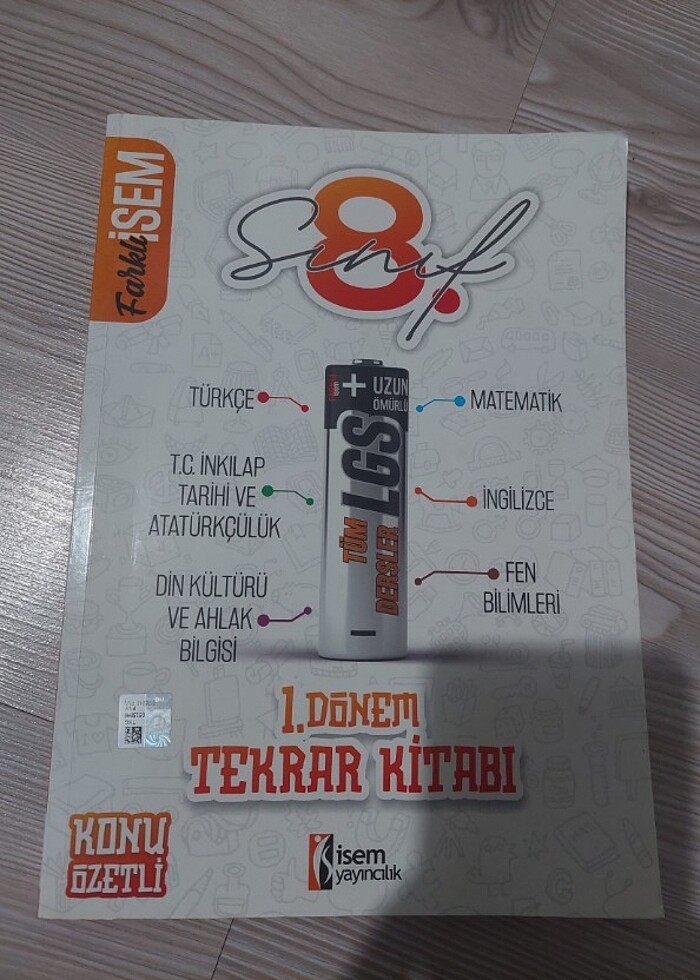 Farklı İSEM
8.
Sınıf
+ UZUN
ÖMÜRLÜ
LGS
TÜM
DERSLER
TÜRKÇE
T.C. İNKILAP
TARİHİ VE
ATATÜRKÇÜLÜK
DİN KÜLTÜRÜ
VE AHLAK
BİLGİSİ
MATEMATİK
İNGİLİZCE
FEN
BİLİMLERİ
1.DÖNEM
TEKRAR KİTABI
KONU
ÖZETLİ
isem
yayıncılık